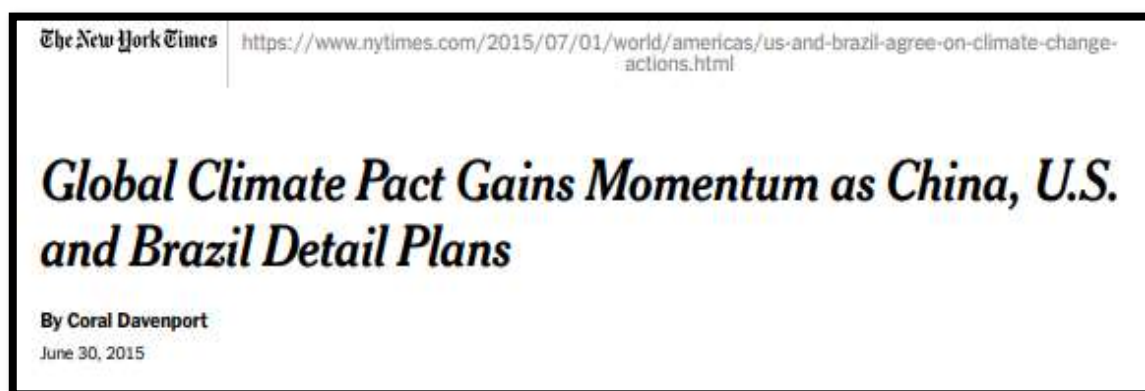 The New York Times
https://www.nytimes.com/2015/07/01/world/americas/us-and-brazil-agree-on-climate-change-
actions.html
Global Climate Pact Gains Momentum as China, U.S.
and Brazil Detail Plans
By Coral Davenport
June 30, 2015